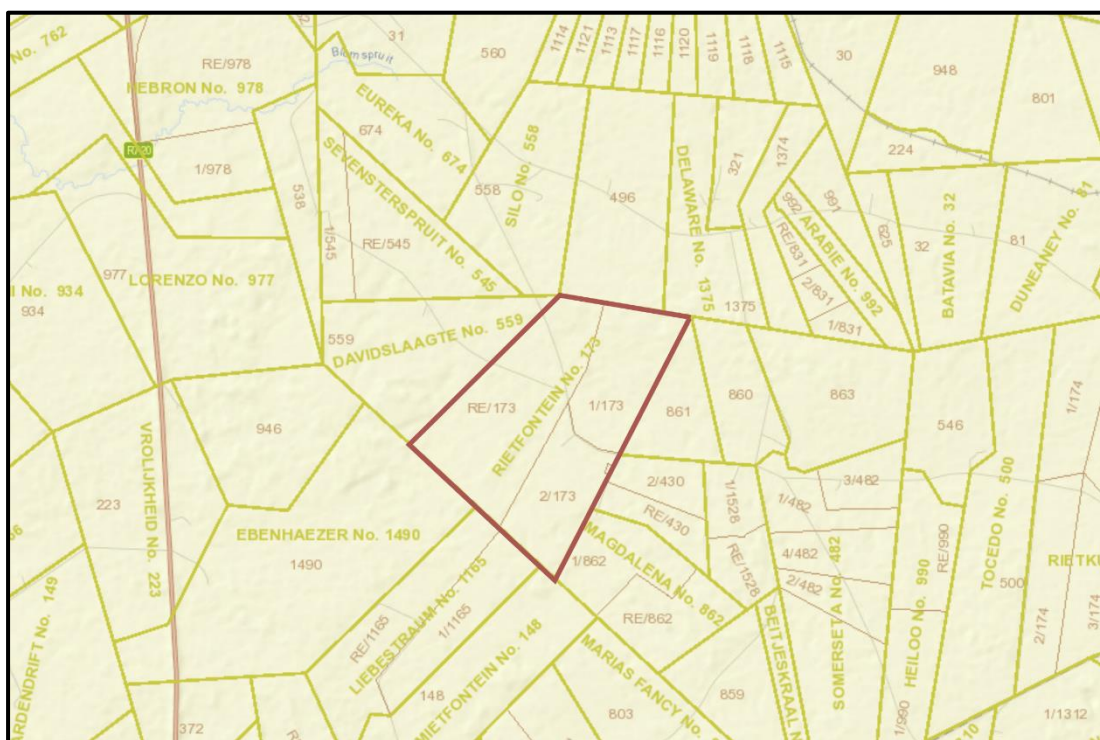 No. 762
RE/978
HEBRON No. 978
31
Blomspruit
560
1114
1121
1113
1117
1116
1120
1119
1118
1115
30
948
801
R720
1/978
674
EUREKA No. 674
SEVENSTERSPRUIT No. 545
558
SILO No. 558
496
DELAWARE No. 1375
321
1374
224
538
1/545
RE/545
992
991
ARABIE No. 992
RE/831
2/831
1/831
625
32
BATAVIA No. 32
81
DUNEANEY No. 81
977
LORENZO No. 977
No. 934
934
559
DAVIDSLAAGTE No. 559
1375
RIETFONTEIN No. 173
RE/173
1/173
2/173
861
860
863
546
1/174
946
VROLIJKHEID No. 223
223
EBENHAEZER No. 1490
1490
2/430
RE/430
1/1528
RE/1528
1/482
3/482
4/482
2/482
SOMERSET A No. 482
RE/990
HEILOO No. 990
TOCEDO No. 500
500
2/174
3/174
MAGDALENA No. 862
1/862
RE/862
LIEBESTRAUM No. 1165
RE/1165
1/1165
148
MARIAS FANCY No.
803
859
BEITJESKRAAL N
1/990
1/1312
ARDENDRIFT No. 149
372